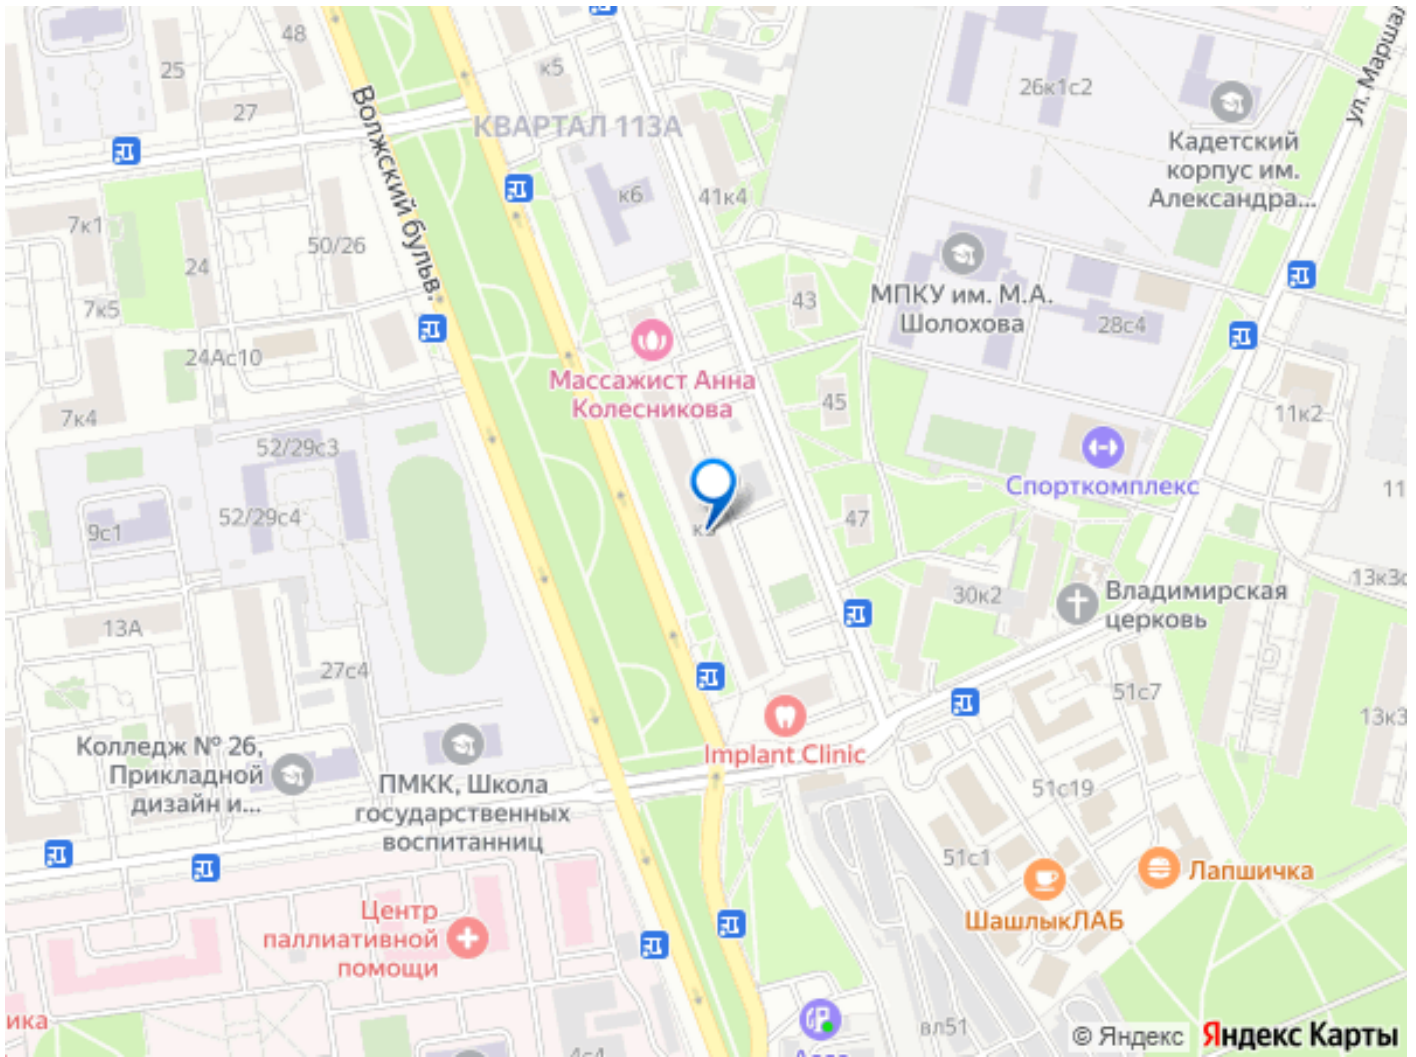 48
25
27
к5
КВАРТАЛ 113А
Волжский бульв.
26к1с2
Кадетский
корпус им.
Александра...
ул. Маршал
7к1
50/26
24
7к5
24Ас10
7к4
к6
41к4
43
МПКУ им. М.А.
Шолохова
28с4
Массажист Анна
Колесникова
45
11к2
52/29с3
52/29с4
9с1
Спорткомплекс
47
11
13А
27с4
30к2
Владимирская
церковь
13к3с
51с7
13к3
Implant Clinic
Колледж № 26,
Прикладной
дизайн и...
ПМКК, Школа
государственных
воспитанниц
51с19
51с1
Лапшичка
ШашлыкЛАБ
Центр
паллиативной
помощи
ика
4с4
вл51
© Яндекс
Яндекс Карты